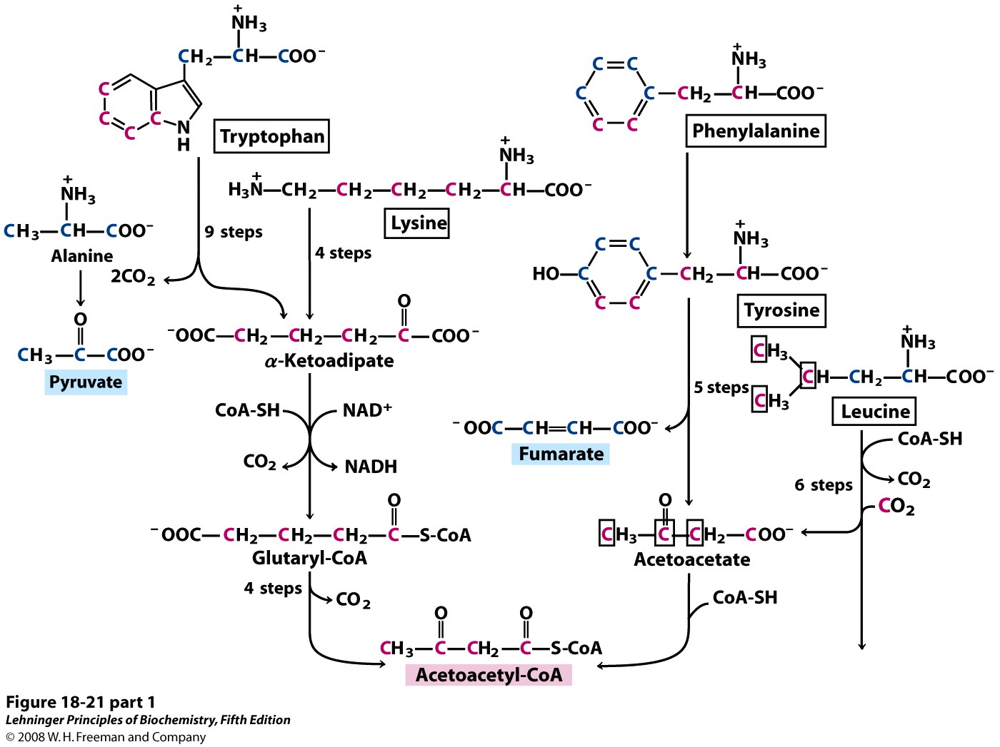 +
NH3
CH2—CH—COO−
C
C
C
C
N
H
Tryptophan
+
NH3
C=C
C
C—CH2—CH—COO−
C—C
Phenylalanine
+
NH3
+
H3N—CH2—CH2—CH2—CH2—CH—COO−
Lysine
+
NH3
CH3—CH—COO−
Alanine
9 steps
4 steps
2CO2
O
CH3—C—COO−
Pyruvate
O
−OOC—CH2—CH2—CH2—C—COO−
α-Ketoadipate
+
NH3
C=C
HO—C
C—CH2—CH—COO−
C—C
Tyrosine
+
NH3
CH3
CH—CH2—CH—COO−
CH3
Leucine
5 steps
CoA-SH
NAD+
CO2
NADH
−OOC—CH=CH—COO−
Fumarate
CoA-SH
CO2
6 steps
CO2
O
−OOC—CH2—CH2—CH2—C—S-CoA
Glutaryl-CoA
O
CH3—C—CH2—COO−
Acetoacetate
4 steps
CO2
CoA-SH
O
O
CH3—C—CH2—C—S-CoA
Acetoacetyl-CoA
Figure 18-21 part 1
Lehninger Principles of Biochemistry, Fifth Edition
© 2008 W. H. Freeman and Company